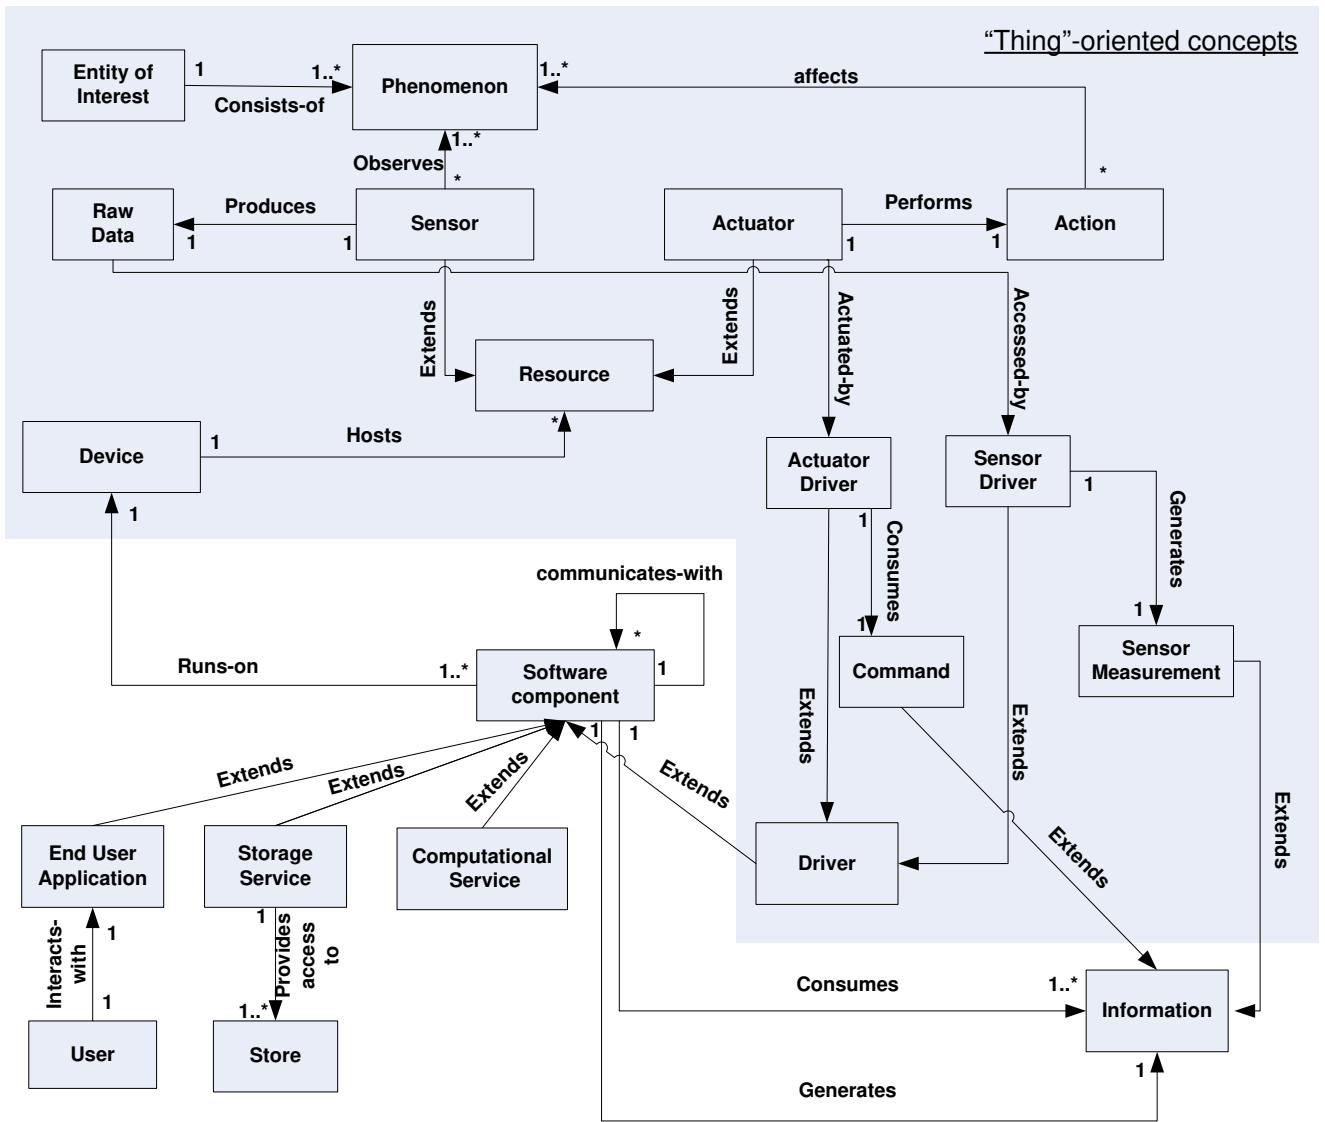 “Thing”-oriented concepts
Entity of
Interest
1
Consists-of
1..*
Phenomenon
1..*
affects
*
Observes
1..*
*
Raw
Data
Produces
1
1
Sensor
Actuator
Performs
1
1
Action
Extends
Extends
Actuated-by
Accessed-by
Resource
*
Device
1
Hosts
1
Actuator
Driver
Sensor
Driver
1
Generates
1
Consumes
1
1
Command
Sensor
Measurement
communicates-with
*
1
Software
component
Runs-on
1..*
1
1
Extends
Extends
Extends
Extends
Extends
Extends
Extends
Extends
End User
Application
Storage
Service
Computational
Service
Driver
Interacts-
with
1
1
User
1
Provides
access
to
1..*
Store
Consumes
1..*
Information
Generates
1